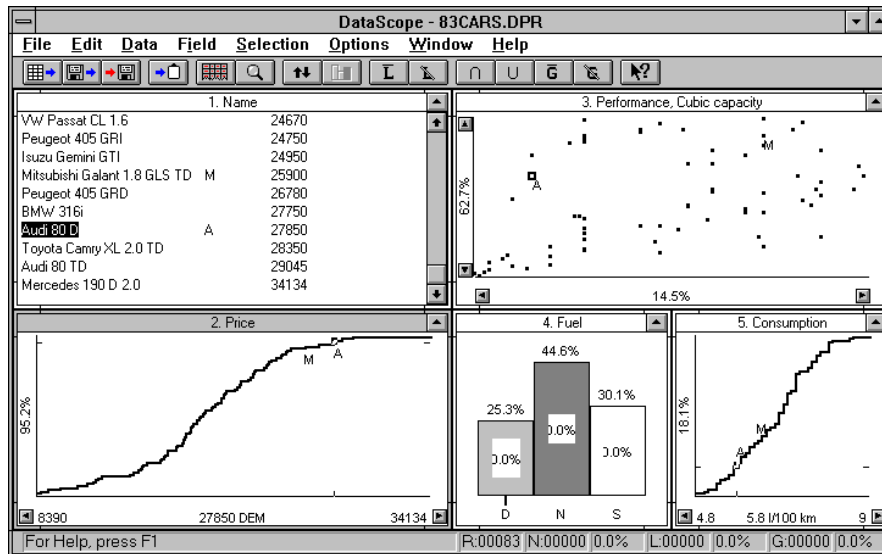 DataScope - 83CARS.DPR
File Edit Data Field Selection Options Window Help
L L ∩ U G G ?
1. Name
VW Passat CL 1.6 24670
Peugeot 405 GRI 24750
Isuzu Gemini GTI 24950
Mitsubishi Galant 1.8 GLS TD M 25900
Peugeot 405 GRD 26780
BMW 316i 27750
Audi 80 D A 27850
Toyota Camry XL 2.0 TD 28350
Audi 80 TD 29045
Mercedes 190 D 2.0 34134
3. Performance, Cubic capacity
62.7%
M
A
14.5%
2. Price
95.2%
M A
8390 27850 DEM 34134
4. Fuel
44.6%
25.3% 30.1%
0.0% 0.0% 0.0%
D N S
5. Consumption
18.1%
M
A
4.8 5.8 l/100 km 9
For Help, press F1 R:00083 N:00000 0.0% L:00000 0.0% G:00000 0.0%